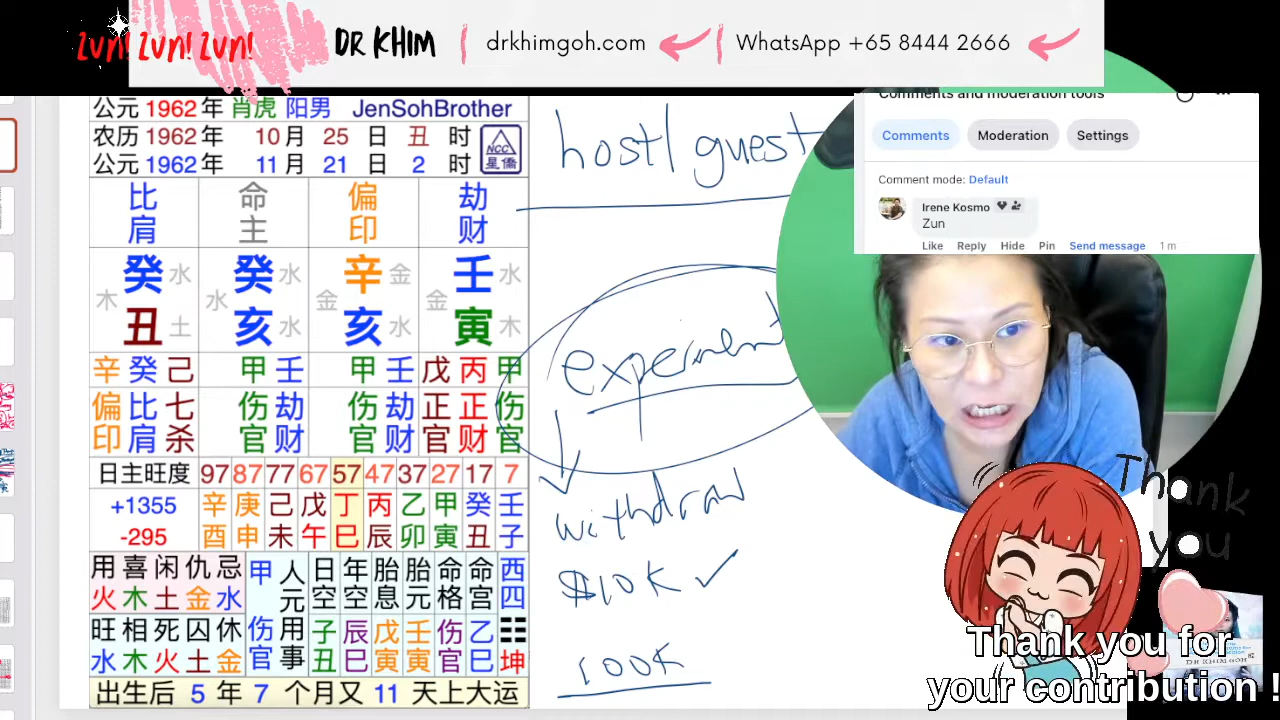 Zun! Zun! Zun!
DR KHIM
drkhimgoh.com
WhatsApp +65 8444 2666
公元 1962 年 肖虎 阳男 JenSohBrother
农历 1962 年 10 月 25 日 丑 时
公元 1962 年 11 月 21 日 2 时
NCC
星侨
比肩 命主 偏印 劫财
癸 水 癸 水 辛 金 壬 水
木 丑 土 水 亥 水 金 亥 水 金 寅 木
辛 癸 己 甲 壬 甲 壬 戊 丙 甲
偏印 比肩 七杀 伤官 劫财 伤官 劫财 正官 正财 伤官
日主旺度 97 87 77 67 57 47 37 27 17 7
+1355 辛 庚 己 戊 丁 丙 乙 甲 癸 壬
-295 酉 申 未 午 巳 辰 卯 寅 丑 子
用 喜 闲 仇 忌 甲 人元 日空 年空 胎息 胎元 命格 命宫 西四
火 木 土 金 水
旺 相 死 囚 休 伤官 用事 子丑 辰巳 戊寅 壬寅 伤官 乙巳 坤
水 木 火 土 金
出生后 5 年 7 个月又 11 天上大运
host/guest
experiment
withdraw
$10K ✓
100K
Comments and moderation tools
Comments
Moderation
Settings
Comment mode: Default
Irene Kosmo
Zun
Like Reply Hide Pin Send message 1 m
Thank
you
Thank you for
your contribution !
DR KHIM GOH